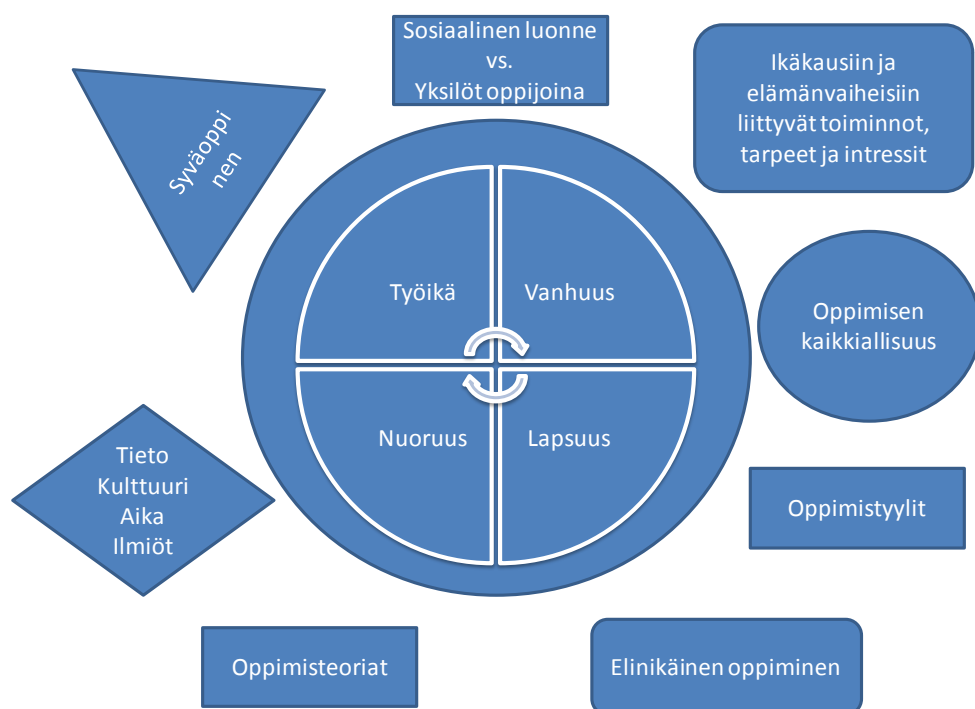 Sosiaalinen luonne
vs.
Yksilöt oppijoina
Ikäkausiin ja
elämänvaiheisiin
liittyvät toiminnot,
tarpeet ja intressit
Syväoppi
nen
Työikä
Vanhuus
Oppimisen
kaikkiallisuus
Nuoruus
Lapsuus
Tieto
Kulttuuri
Aika
Ilmiöt
Oppimistyylit
Oppimisteoriat
Elinikäinen oppiminen